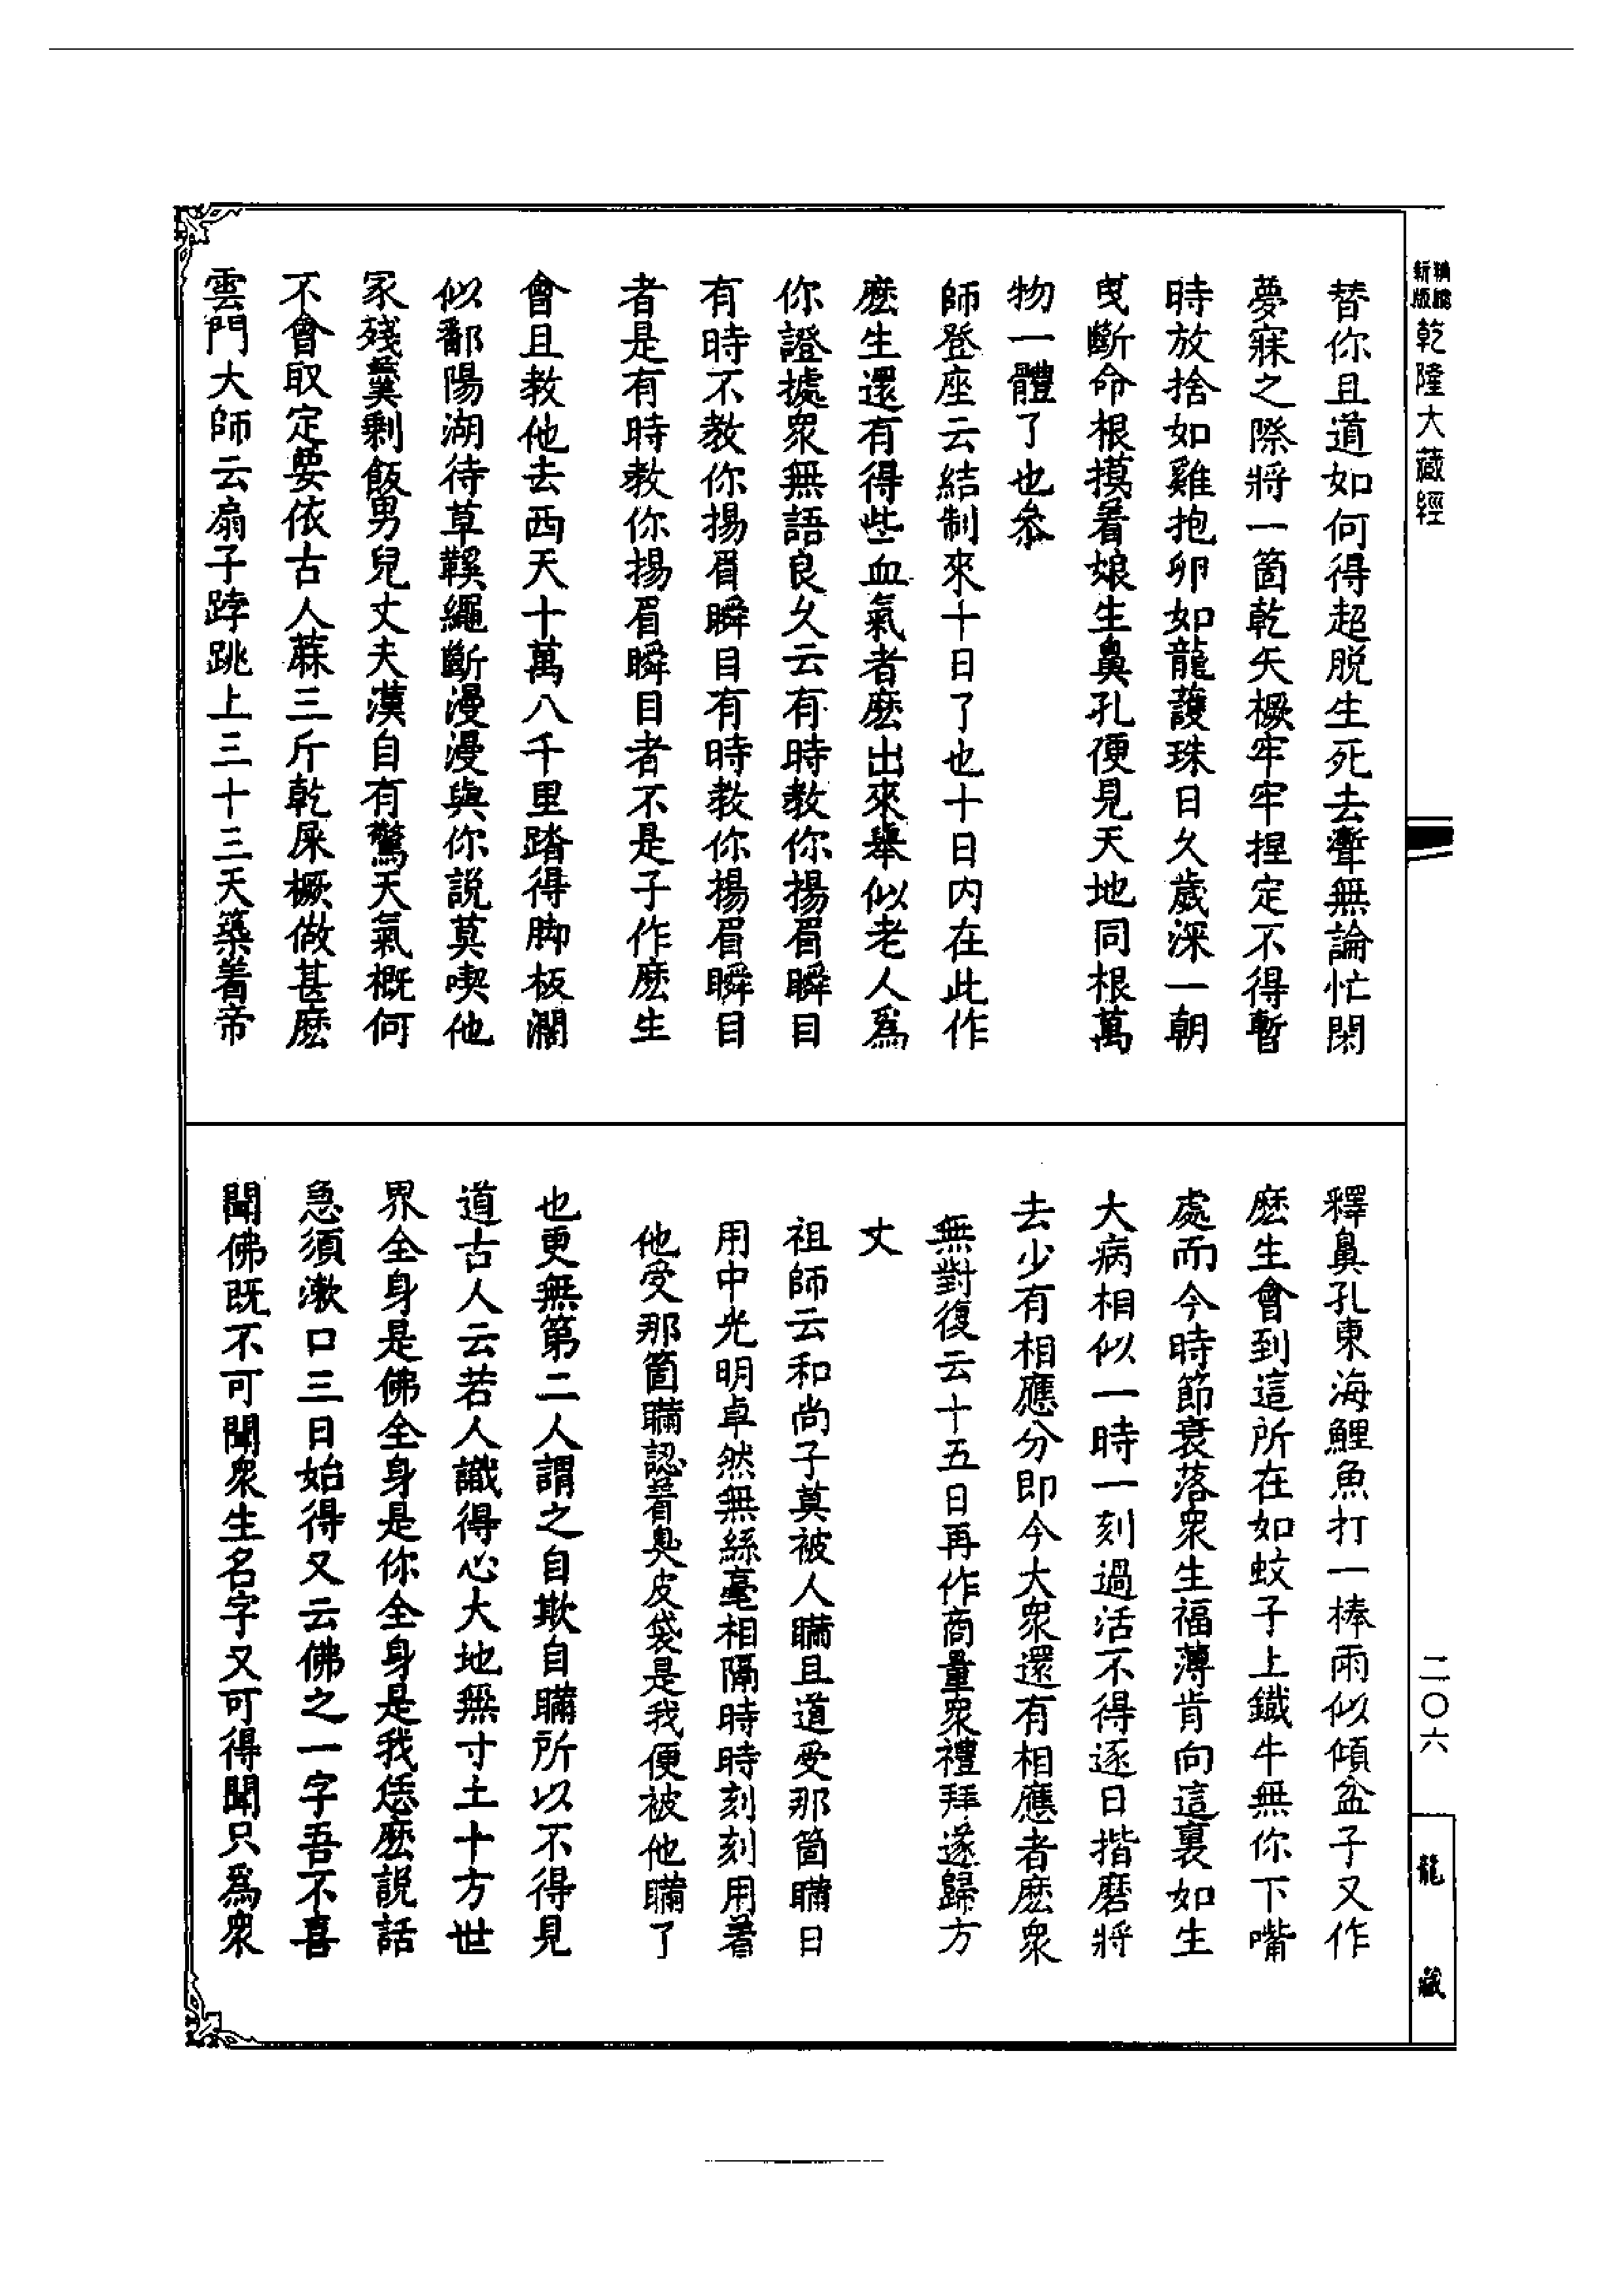 精縮新版
乾隆大藏經
替你且道如何得超脱生死去聻無論忙閑
夢寐之際將一箇乾矢橛牢牢捏定不得暫
時放捨如雞抱卵如龍護珠日久歲深一朝
曳斷命根摸着娘生鼻孔便見天地同根萬
物一體了也叅
師登座云結制來十日了也十日内在此作
麽生還有得些血氣者麽出來舉似老人爲
你證據衆無語良久云有時教你揚眉瞬目
有時不教你揚眉瞬目有時教你揚眉瞬目
者是有時教你揚眉瞬目者不是子作麽生
會且教他去西天十萬八千里踏得脚板濶
似鄱陽湖待草鞵繩斷漫漫與你説莫喫他
家殘羹剩飯男兒丈夫漢自有驚天氣概何
不會取定要依古人蔴三斤乾屎橛做甚麽
雲門大師云扇子踍跳上三十三天築着帝
釋鼻孔東海鯉魚打一棒雨似傾盆子又作
麽生會到這所在如蚊子上鐵牛無你下嘴
處而今時節衰落衆生福薄肯向這裏如生
大病相似一時一刻過活不得逐日揩磨將
去少有相應分即今大衆還有相應者麽衆
無對復云十五日再作商量衆禮拜遂歸方
丈
祖師云和尚子莫被人瞞且道受那箇瞞日
用中光明卓然無絲毫相隔時時刻刻用着
他受那箇瞞認着臭皮袋是我便被他瞞了
也更無第二人謂之自欺自瞞所以不得見
道古人云若人識得心大地無寸土十方世
界全身是佛全身是你全身是我恁麽説話
急須漱口三日始得又云佛之一字吾不喜
聞佛既不可聞衆生名字又可得聞只爲衆
二〇六
龍藏